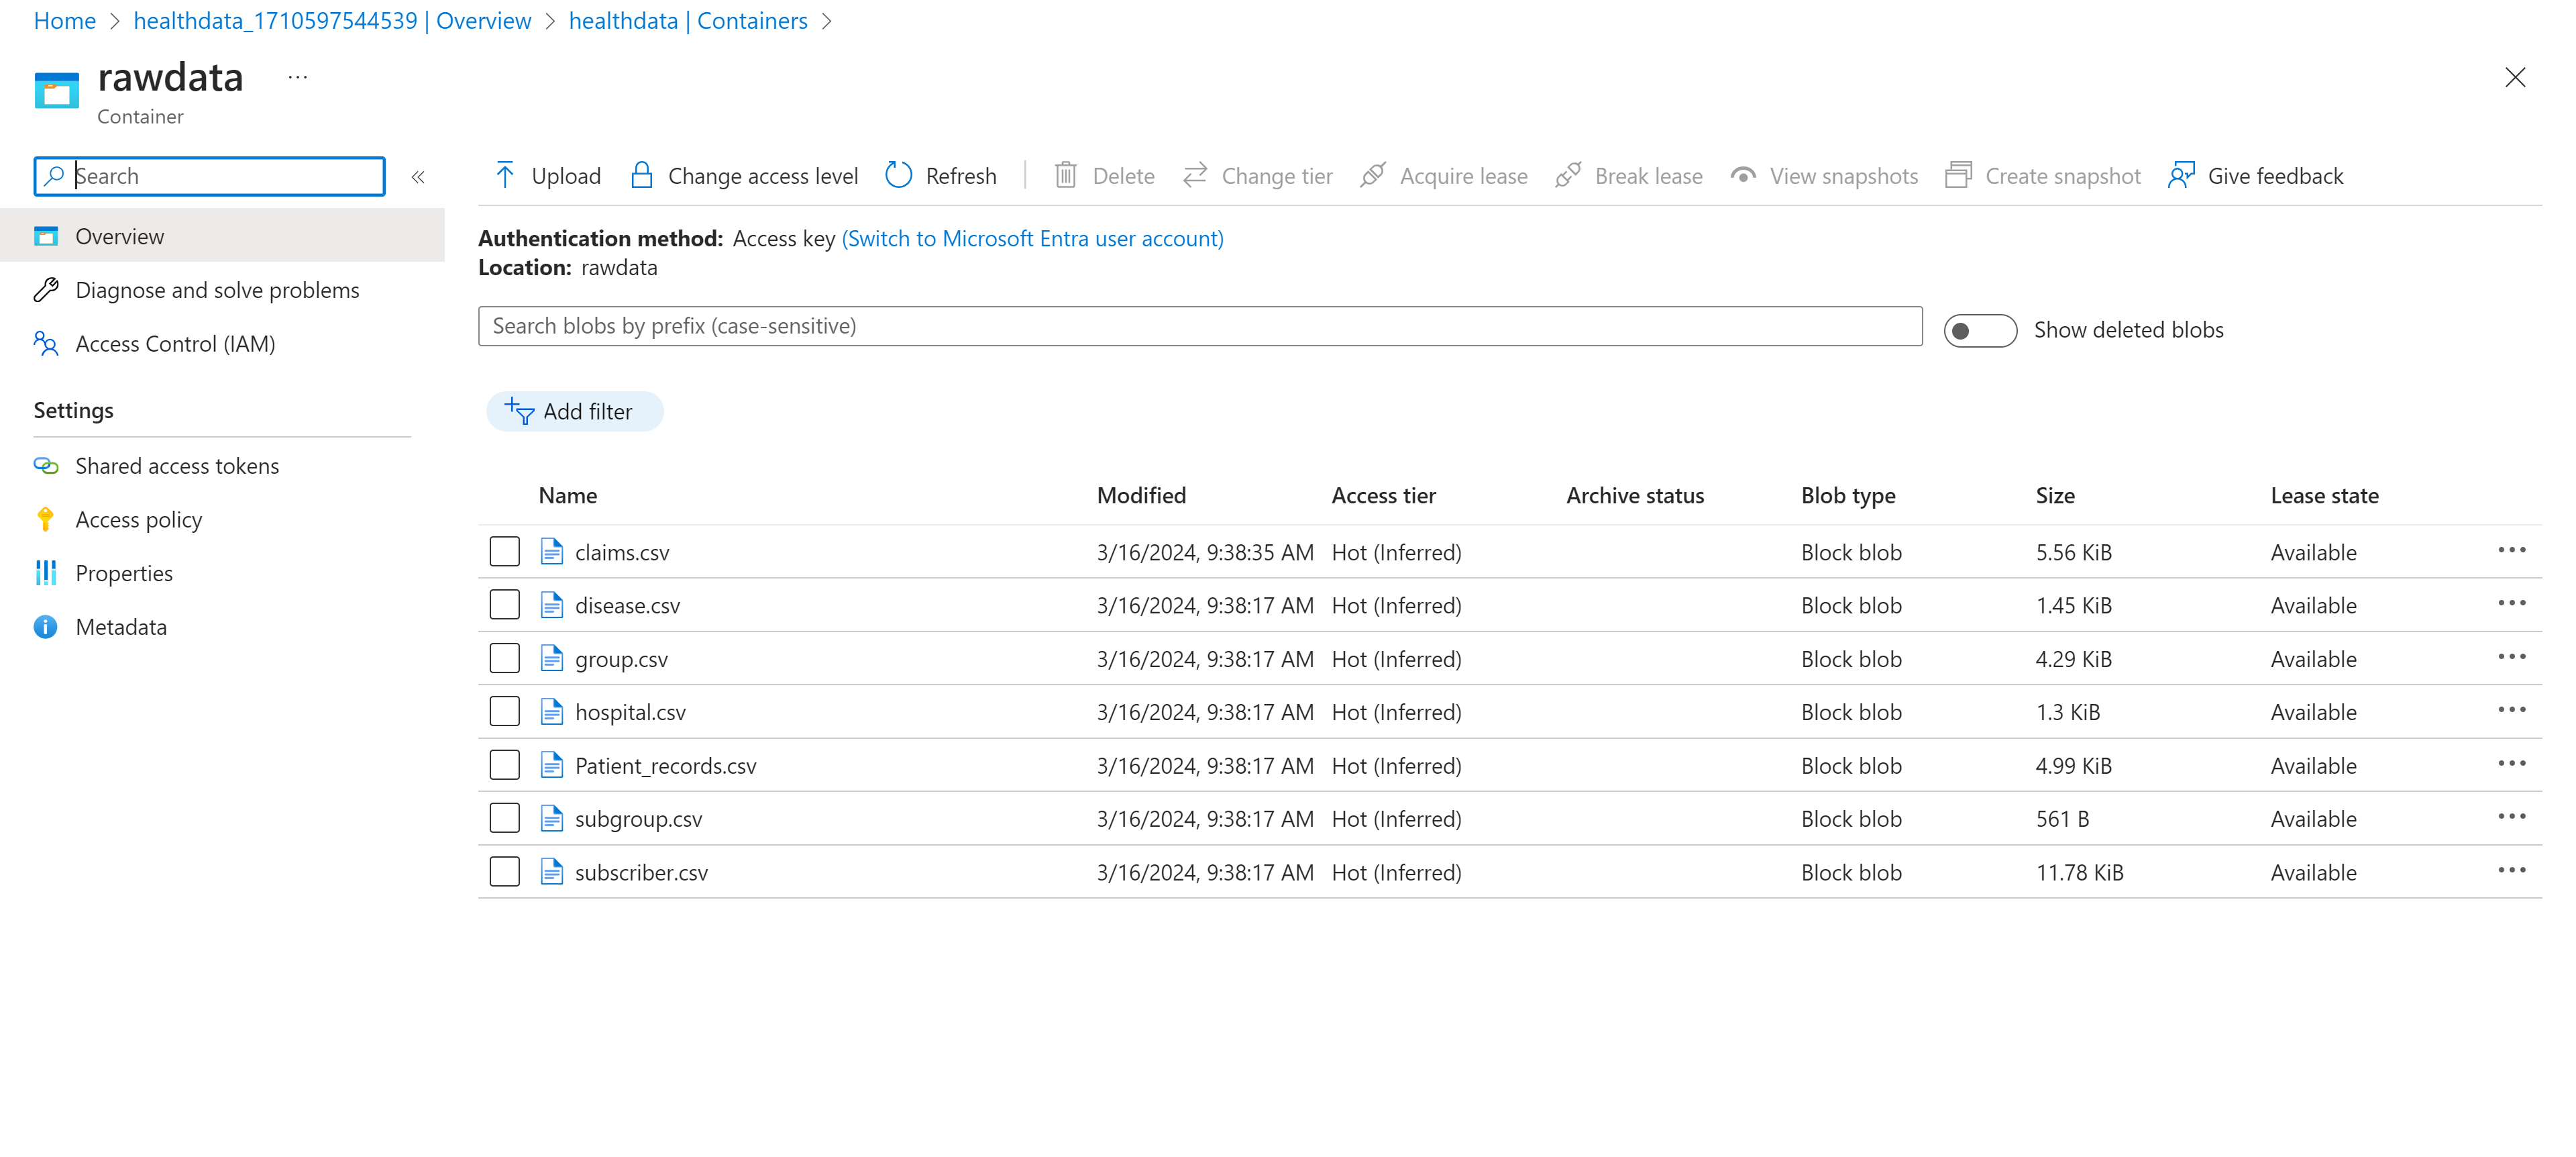 Home > healthdata_1710597544539 | Overview > healthdata | Containers >
rawdata ...
Container
Search «
Upload Change access level Refresh Delete Change tier Acquire lease Break lease View snapshots Create snapshot Give feedback
Overview
Diagnose and solve problems
Access Control (IAM)
Settings
Shared access tokens
Access policy
Properties
Metadata
Authentication method: Access key (Switch to Microsoft Entra user account)
Location: rawdata
Search blobs by prefix (case-sensitive)
Show deleted blobs
Add filter
Name Modified Access tier Archive status Blob type Size Lease state
claims.csv 3/16/2024, 9:38:35 AM Hot (Inferred) Block blob 5.56 KiB Available ...
disease.csv 3/16/2024, 9:38:17 AM Hot (Inferred) Block blob 1.45 KiB Available ...
group.csv 3/16/2024, 9:38:17 AM Hot (Inferred) Block blob 4.29 KiB Available ...
hospital.csv 3/16/2024, 9:38:17 AM Hot (Inferred) Block blob 1.3 KiB Available ...
Patient_records.csv 3/16/2024, 9:38:17 AM Hot (Inferred) Block blob 4.99 KiB Available ...
subgroup.csv 3/16/2024, 9:38:17 AM Hot (Inferred) Block blob 561 B Available ...
subscriber.csv 3/16/2024, 9:38:17 AM Hot (Inferred) Block blob 11.78 KiB Available ...